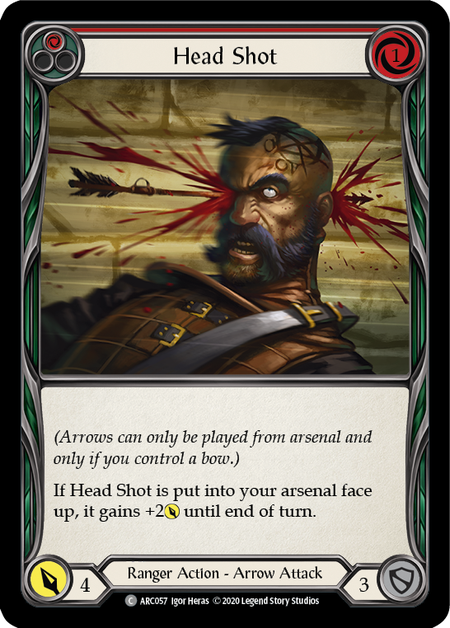 Head Shot
1
(Arrows can only be played from arsenal and
only if you control a bow.)
If Head Shot is put into your arsenal face
up, it gains +2 until end of turn.
4
Ranger Action - Arrow Attack
3
C ARC057 Igor Heras ©2020 Legend Story Studios